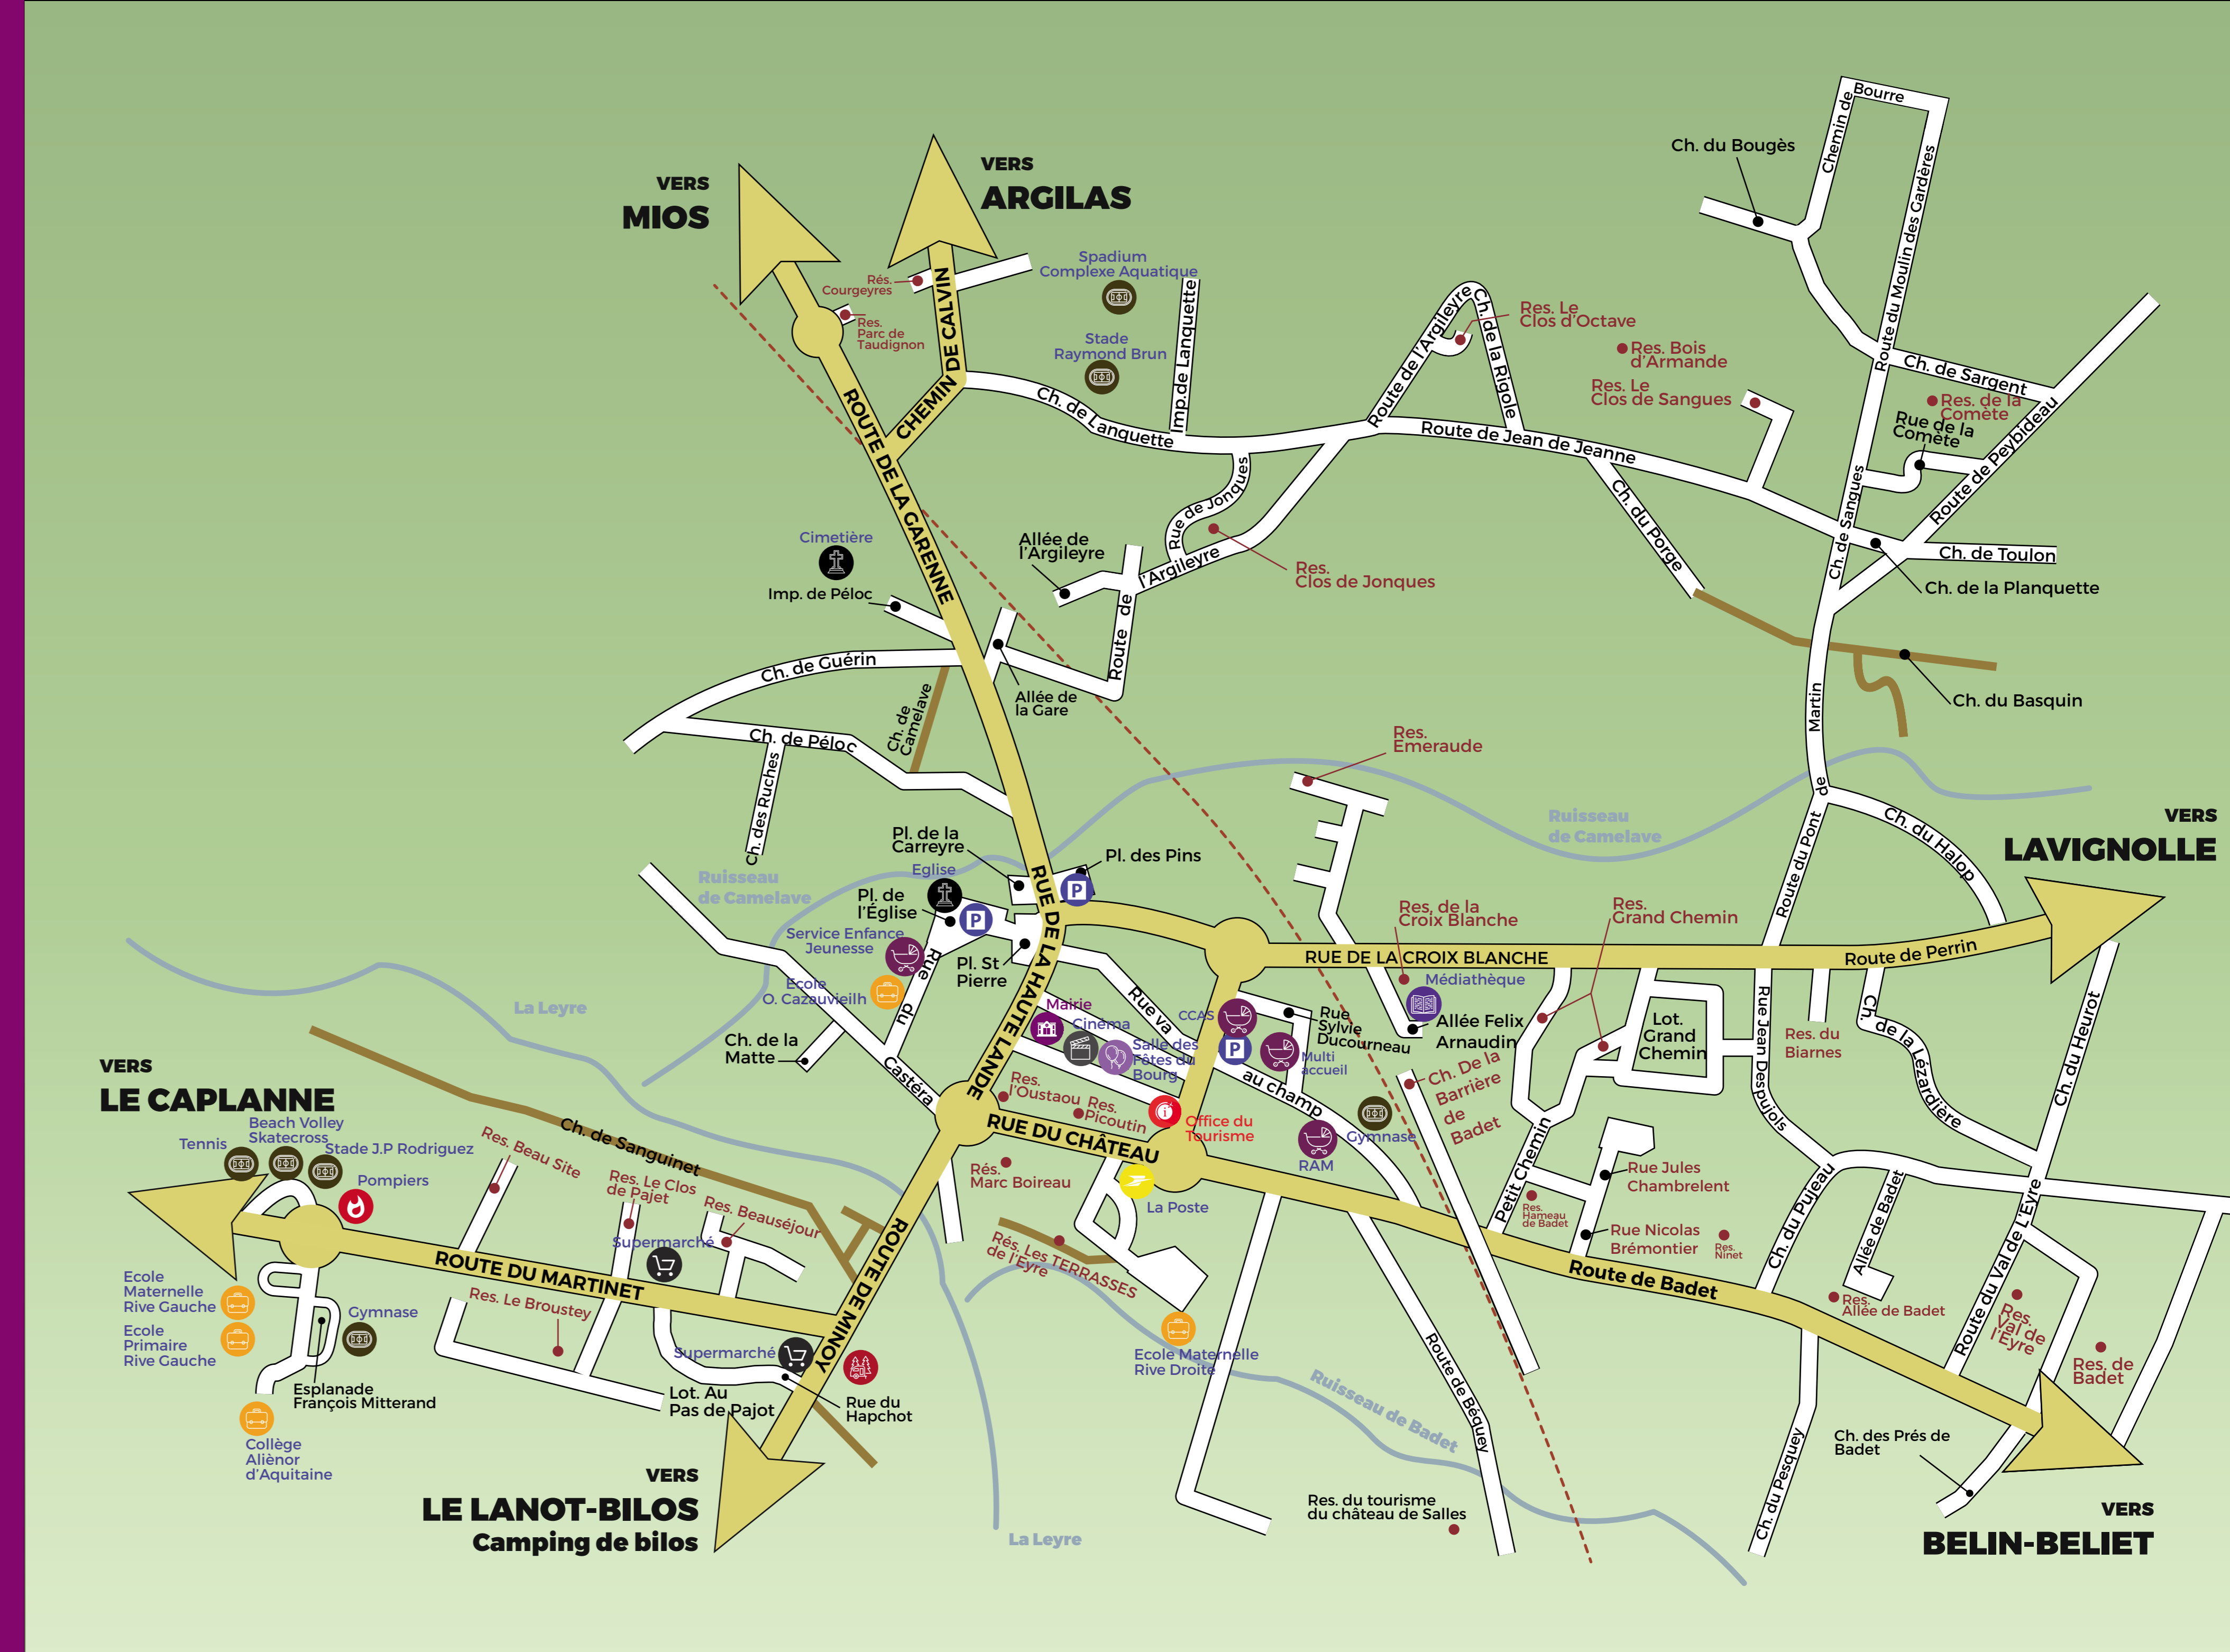 VERS
MIOS
VERS
ARGILAS
Rés.
Courgeyres
Res.
Parc de
Taudignon
CHEMIN DE CALVIN
ROUTE DE LA GARENNE
Spadium
Complexe Aquatique
Stade
Raymond Brun
Imp.de Lanquette
Ch. de Lanquette
Route de l'Argileyre
Ch. de la Rigole
Res. Le
Clos d'Octave
Res. Bois
d'Armande
Res. Le
Clos de Sangues
Route de Jean de Jeanne
Ch. du Bougès
Chemin de
Bourre
Route du Moulin des Gardères
Ch. de Sargent
Res. de la
Comète
Rue de la
Comète
Route de Peybideau
Ch. de Sangues
Ch. de Toulon
Ch. de la Planquette
Ch. du Porge
Ch. du Basquin
Cimetière
Imp. de Péloc
Allée de
l'Argileyre
Rue de Jonques
Res.
Clos de Jonques
Route de l'Argileyre
Allée de
la Gare
Ch. de Guérin
Ch. de
Camelave
Ch. de Péloc
Ch. des Ruches
Res.
Emeraude
Ruisseau
de Camelave
Route du Pont de Martin
Ch. du Halop
VERS
LAVIGNOLLE
Ruisseau
de Camelave
Pl. de la
Carreyre
Pl. des Pins
P
Eglise
Pl. de
l'Église
P
Service Enfance
Jeunesse
Ecole
O. Cazauvieilh
Pl. St
Pierre
Rue du Castéra
Ch. de la
Matte
RUE DE LA HAUTE LANDE
Mairie
Cinéma
Salle des
Fêtes du
Bourg
Rue va au champ
CCAS
P
Rue
Sylvie
Ducourneau
Multi
accueil
RUE DE LA CROIX BLANCHE
Res. de la
Croix Blanche
Médiathèque
Allée Felix
Arnaudin
Res.
Grand Chemin
Lot.
Grand
Chemin
Rue Jean Despujols
Route de Perrin
Res. du
Biarnes
Ch. de la Lézardière
Ch. du Heurot
La Leyre
VERS
LE CAPLANNE
Beach Volley
Skatecross
Tennis
Stade J.P Rodriguez
Pompiers
Ch. de Sanguinet
Res. Beau Site
Res. Le Clos
de Pajet
Res. Beauséjour
Supermarché
ROUTE DU MARTINET
Res. Le Broustey
Ecole
Maternelle
Rive Gauche
Ecole
Primaire
Rive Gauche
Gymnase
Esplanade
François Mitterand
Collège
Aliènor
d'Aquitaine
Supermarché
Lot. Au
Pas de Pajot
Rue du
Hapchot
ROUTE DE MINOY
VERS
LE LANOT-BILOS
Camping de bilos
Res.
l'Oustaou
Res.
Picoutin
Office du
Tourisme
RUE DU CHÂTEAU
Rés.
Marc Boireau
La Poste
Rés. Les TERRASSES
de l'Eyre
Ecole Maternelle
Rive Droite
RAM
Gymnase
Ch. De la
Barrière
de
Badet
Petit Chemin
Rue Jules
Chambrelent
Res.
Hameau
de Badet
Rue Nicolas
Brémontier
Res.
Ninet
Route de Badet
Ch. du Pujeau
Allée de Badet
Res.
Allée de Badet
Route du Val de L'Eyre
Res.
Val de
l'Eyre
Res. de
Badet
Ch. des Prés de
Badet
Ch. du Pesquey
Route de Béquey
Ruisseau de Badet
Res. du tourisme
du château de Salles
La Leyre
VERS
BELIN-BELIET